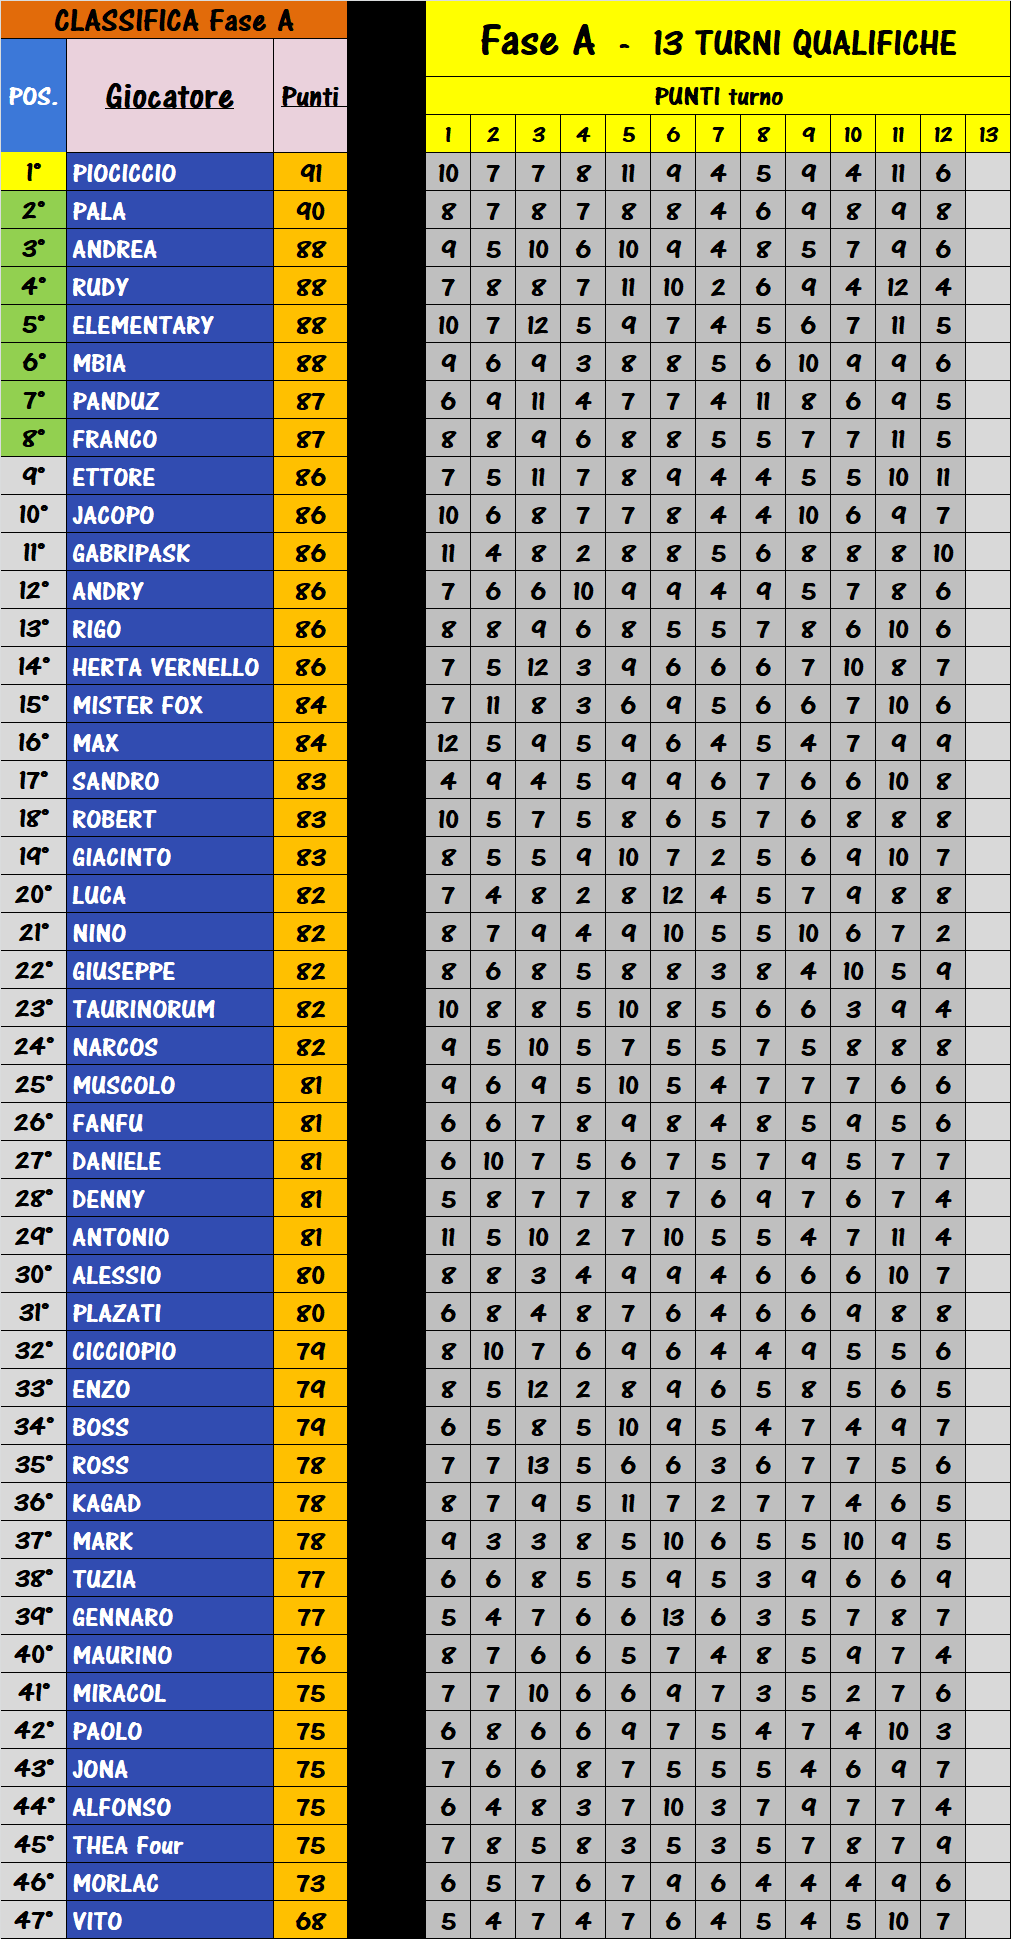 CLASSIFICA Fase A
Fase A - 13 TURNI QUALIFICHE
POS. Giocatore Punti
PUNTI turno
1 2 3 4 5 6 7 8 9 10 11 12 13
1° PIOCICCIO 91 10 7 7 8 11 9 4 5 9 4 11 6
2° PALA 90 8 7 8 7 8 8 4 6 9 8 9 8
3° ANDREA 88 9 5 10 6 10 9 4 8 5 7 9 6
4° RUDY 88 7 8 8 7 11 10 2 6 9 4 12 4
5° ELEMENTARY 88 10 7 12 5 9 7 4 5 6 7 11 5
6° MBIA 88 9 6 9 3 8 8 5 6 10 9 9 6
7° PANDUZ 87 6 9 11 4 7 7 4 11 8 6 9 5
8° FRANCO 87 8 8 9 6 8 8 5 5 7 7 11 5
9° ETTORE 86 7 5 11 7 8 9 4 4 5 5 10 11
10° JACOPO 86 10 6 8 7 7 8 4 4 10 6 9 7
11° GABRIPASK 86 11 4 8 2 8 8 5 6 8 8 8 10
12° ANDRY 86 7 6 6 10 9 9 4 9 5 7 8 6
13° RIGO 86 8 8 9 6 8 5 5 7 8 6 10 6
14° HERTA VERNELLO 86 7 5 12 3 9 6 6 6 7 10 8 7
15° MISTER FOX 84 7 11 8 3 6 9 5 6 6 7 10 6
16° MAX 84 12 5 9 5 9 6 4 5 4 7 9 9
17° SANDRO 83 4 9 4 5 9 9 6 7 6 6 10 8
18° ROBERT 83 10 5 7 5 8 6 5 7 6 8 8 8
19° GIACINTO 83 8 5 5 9 10 7 2 5 6 9 10 7
20° LUCA 82 7 4 8 2 8 12 4 5 7 9 8 8
21° NINO 82 8 7 9 4 9 10 5 5 10 6 7 2
22° GIUSEPPE 82 8 6 8 5 8 8 3 8 4 10 5 9
23° TAURINORUM 82 10 8 8 5 10 8 5 6 6 3 9 4
24° NARCOS 82 9 5 10 5 7 5 5 7 5 8 8 8
25° MUSCOLO 81 9 6 9 5 10 5 4 7 7 7 6 6
26° FANFU 81 6 6 7 8 9 8 4 8 5 9 5 6
27° DANIELE 81 6 10 7 5 6 7 5 7 9 5 7 7
28° DENNY 81 5 8 7 7 8 7 6 9 7 6 7 4
29° ANTONIO 81 11 5 10 2 7 10 5 5 4 7 11 4
30° ALESSIO 80 8 8 3 4 9 9 4 6 6 6 10 7
31° PLAZATI 80 6 8 4 8 7 6 4 6 6 9 8 8
32° CICCIOPIO 79 8 10 7 6 9 6 4 4 9 5 5 6
33° ENZO 79 8 5 12 2 8 9 6 5 8 5 6 5
34° BOSS 79 6 5 8 5 10 9 5 4 7 4 9 7
35° ROSS 78 7 7 13 5 6 6 3 6 7 7 5 6
36° KAGAD 78 8 7 9 5 11 7 2 7 7 4 6 5
37° MARK 78 9 3 3 8 5 10 6 5 5 10 9 5
38° TUZIA 77 6 6 8 5 5 9 5 3 9 6 6 9
39° GENNARO 77 5 4 7 6 6 13 6 3 5 7 8 7
40° MAURINO 76 8 7 6 6 5 7 4 8 5 9 7 4
41° MIRACOL 75 7 7 10 6 6 9 7 3 5 2 7 6
42° PAOLO 75 6 8 6 6 9 7 5 4 7 4 10 3
43° JONA 75 7 6 6 8 7 5 5 5 4 6 9 7
44° ALFONSO 75 6 4 8 3 7 10 3 7 9 7 7 4
45° THEA Four 75 7 8 5 8 3 5 3 5 7 8 7 9
46° MORLAC 73 6 5 7 6 7 9 6 4 4 4 9 6
47° VITO 68 5 4 7 4 7 6 4 5 4 5 10 7